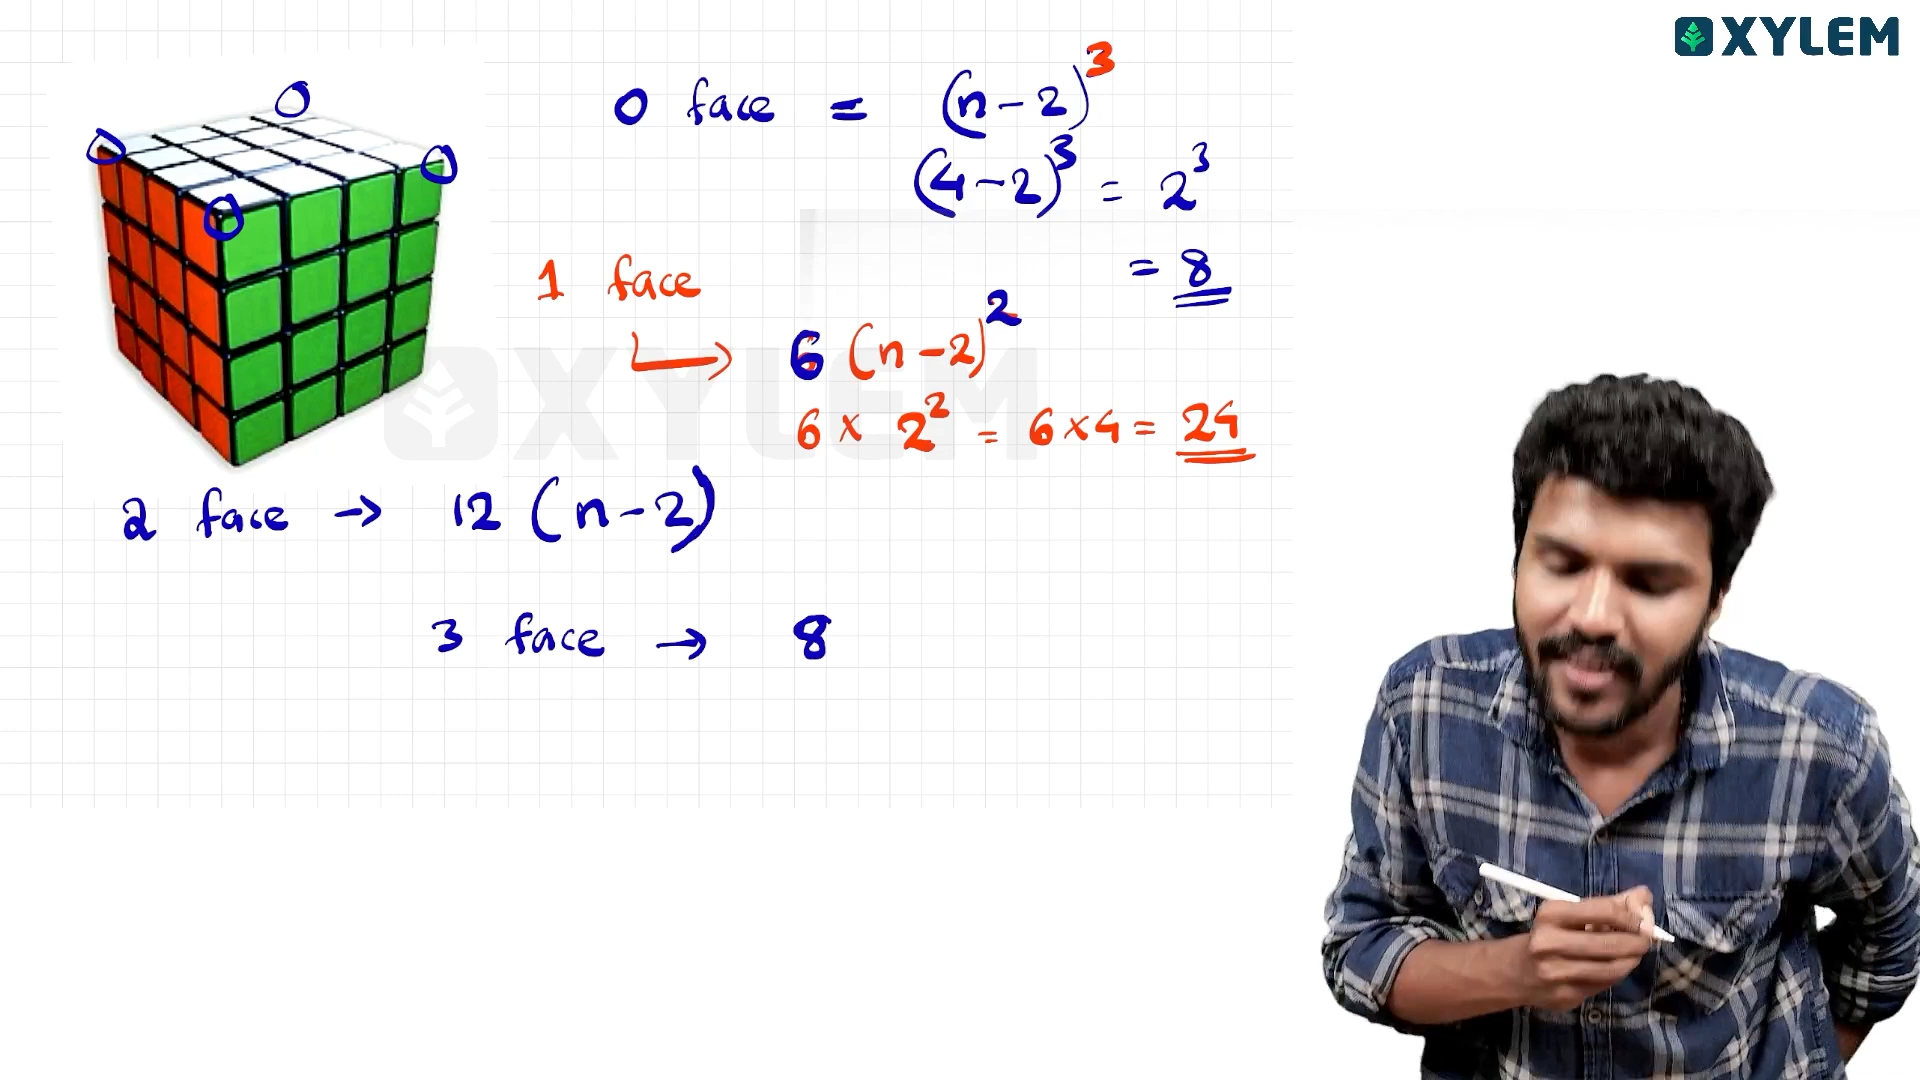 XYLEM
0 face = (n-2)³
(4-2)³ = 2³
= 8
1 face
6 (n-2)²
6 × 2² = 6×4 = 24
2 face → 12 (n-2)
3 face → 8
XYLEM